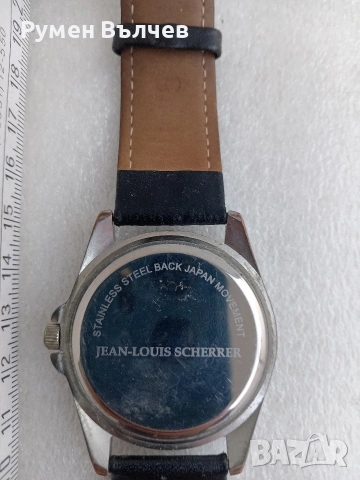 Румен Вълчев
STAINLESS STEEL BACK JAPAN MOVEMENT
JEAN-LOUIS SCHERRER
BAZAR